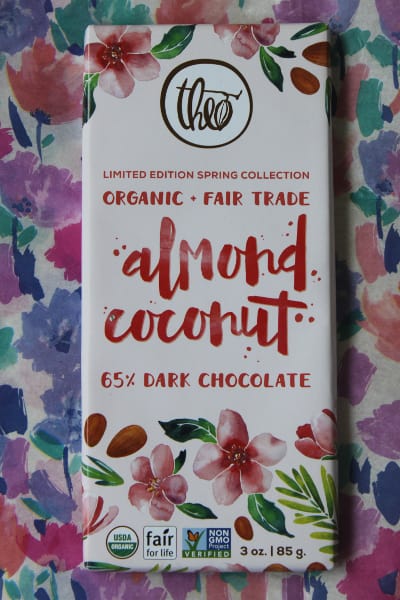 theo
LIMITED EDITION SPRING COLLECTION
ORGANIC + FAIR TRADE
almond
coconut
65% DARK CHOCOLATE
USDA
ORGANIC
fair
for life
NON
GMO
Project
VERIFIED
3 oz. | 85 g.